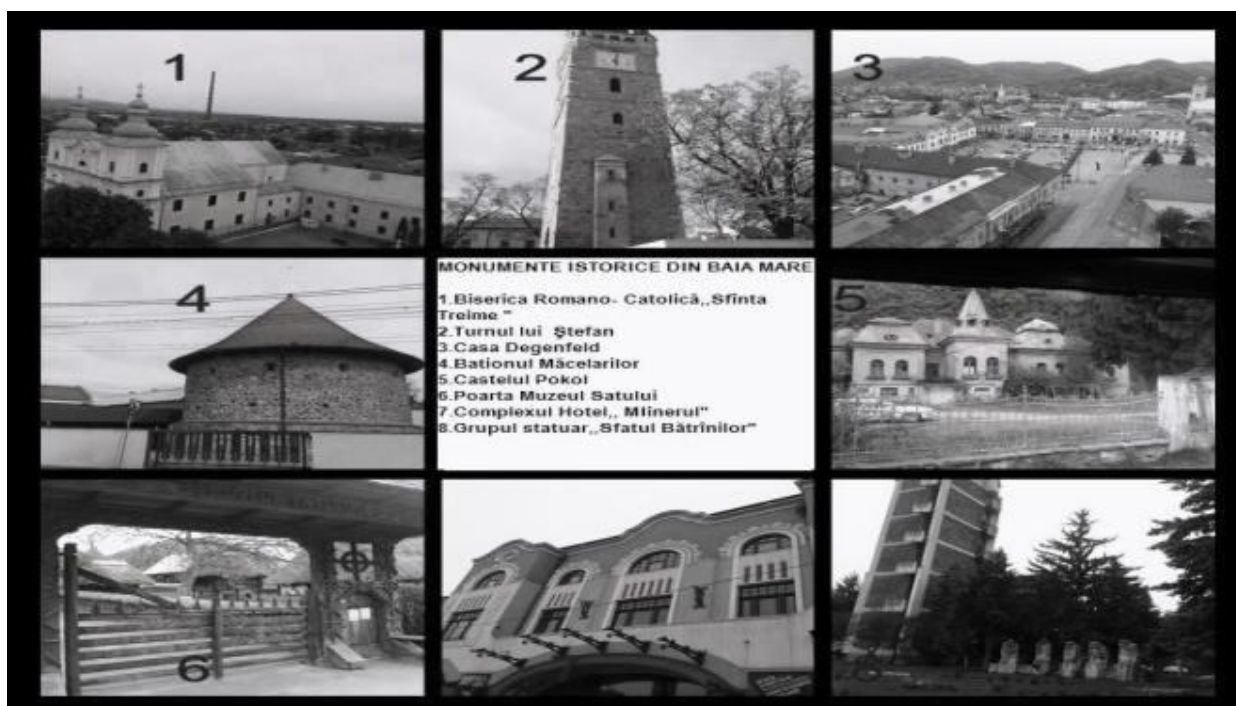 1
2
3
4
MONUMENTE ISTORICE DIN BAIA MARE
1.Biserica Romano- Catolică,,Sfînta
Treime "
2.Turnul lui Ştefan
3.Casa Degenfeld
4.Bationul Măcelarilor
5.Castelul Pokol
6.Poarta Muzeul Satului
7.Complexul Hotel,, Mlinerul"
8.Grupul statuar,,Sfatul Bătrînilor"
5
6